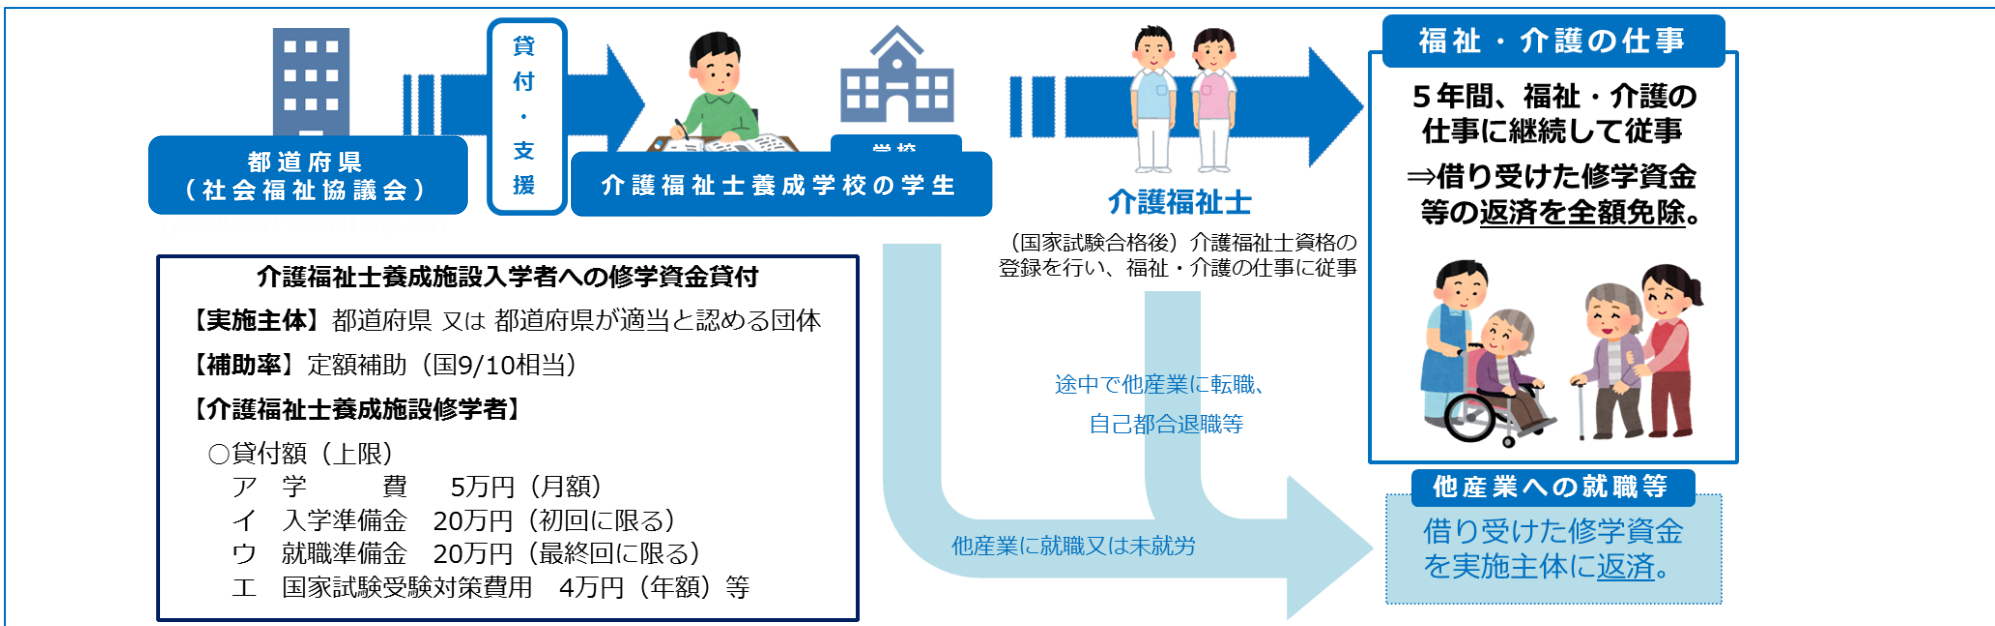 都道府県
（社会福祉協議会）
貸付・支援
学校
介護福祉士養成学校の学生
介護福祉士
（国家試験合格後）介護福祉士資格の
登録を行い、福祉・介護の仕事に従事
福祉・介護の仕事
５年間、福祉・介護の
仕事に継続して従事
⇒借り受けた修学資金
等の返済を全額免除。
介護福祉士養成施設入学者への修学資金貸付
【実施主体】都道府県 又は 都道府県が適当と認める団体
【補助率】定額補助（国9/10相当）
【介護福祉士養成施設修学者】
○貸付額（上限）
ア　学　　　費　 5万円（月額）
イ　入学準備金　20万円（初回に限る）
ウ　就職準備金　20万円（最終回に限る）
エ　国家試験受験対策費用　4万円（年額）等
途中で他産業に転職、
自己都合退職等
他産業に就職又は未就労
他産業への就職等
借り受けた修学資金
を実施主体に返済。